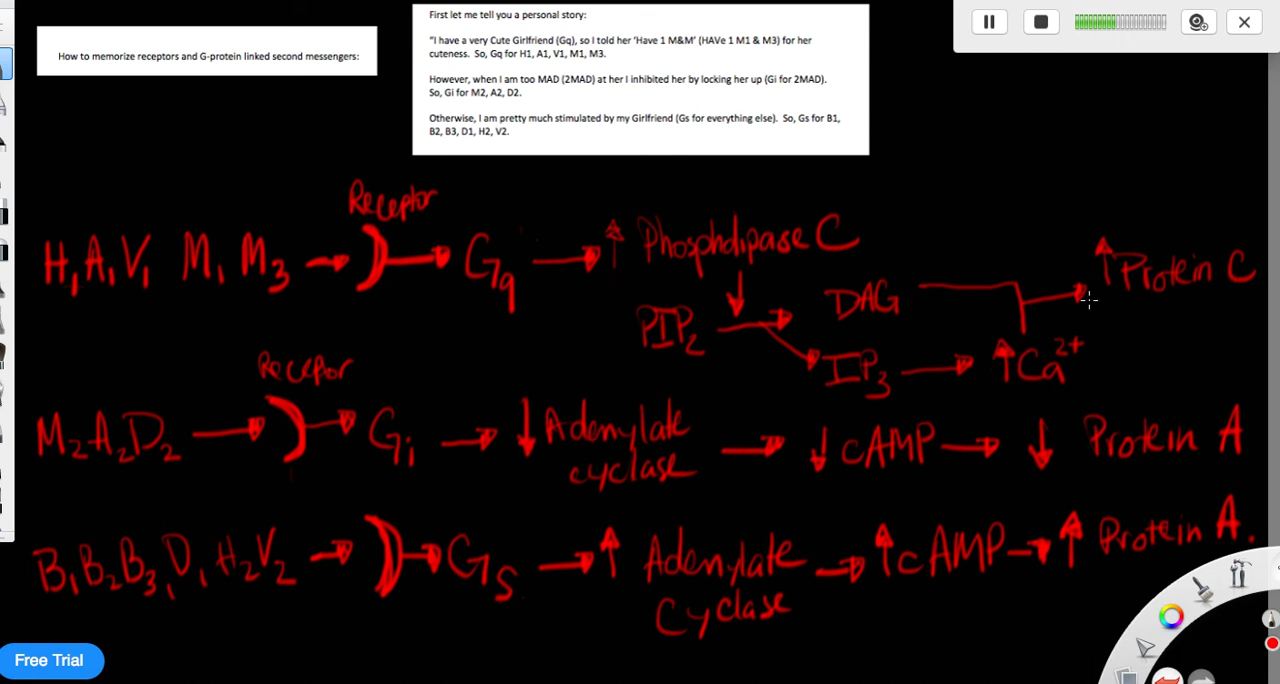 How to memorize receptors and G-protein linked second messengers:
First let me tell you a personal story:
"I have a very Cute Girlfriend (Gq), so I told her 'Have 1 M&M' (HAVe 1 M1 & M3) for her
cuteness. So, Gq for H1, A1, V1, M1, M3.
However, when I am too MAD (2MAD) at her I inhibited her by locking her up (Gi for 2MAD).
So, Gi for M2, A2, D2.
Otherwise, I am pretty much stimulated by my Girlfriend (Gs for everything else). So, Gs for B1,
B2, B3, D1, H2, V2.
Receptor
H₁A₁V₁ M₁ M₃ → → Gq → ↑ Phospholipase C
PIP₂ → DAG → ↑ Protein C
IP₃ → ↑ Ca²⁺
Recepor
M₂A₂D₂ → → Gi → ↓ Adenylate cyclase → ↓ cAMP → ↓ Protein A
B₁B₂B₃D₁H₂V₂ → → Gs → ↑ Adenylate Cyclase → ↑ cAMP → ↑ Protein A.
Free Trial